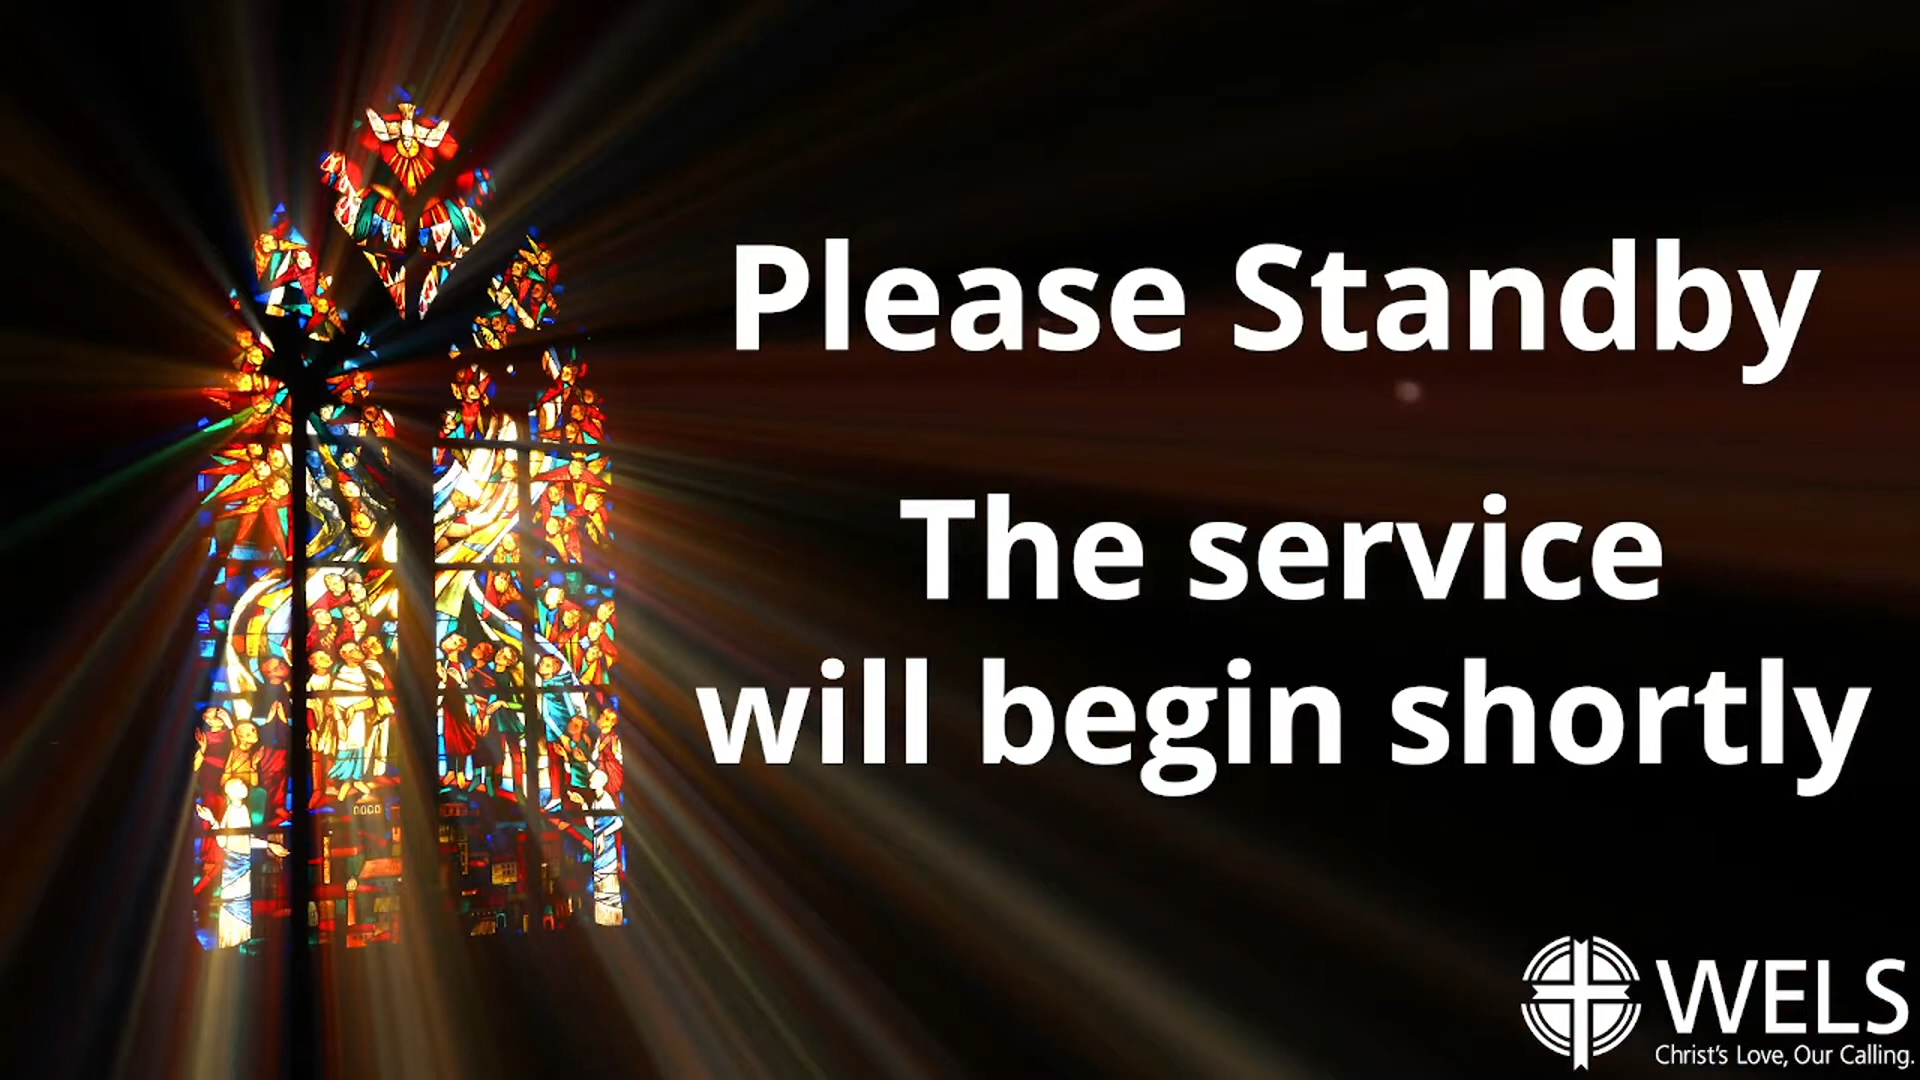 Please Standby
The service
will begin shortly
WELS
Christ's Love, Our Calling.